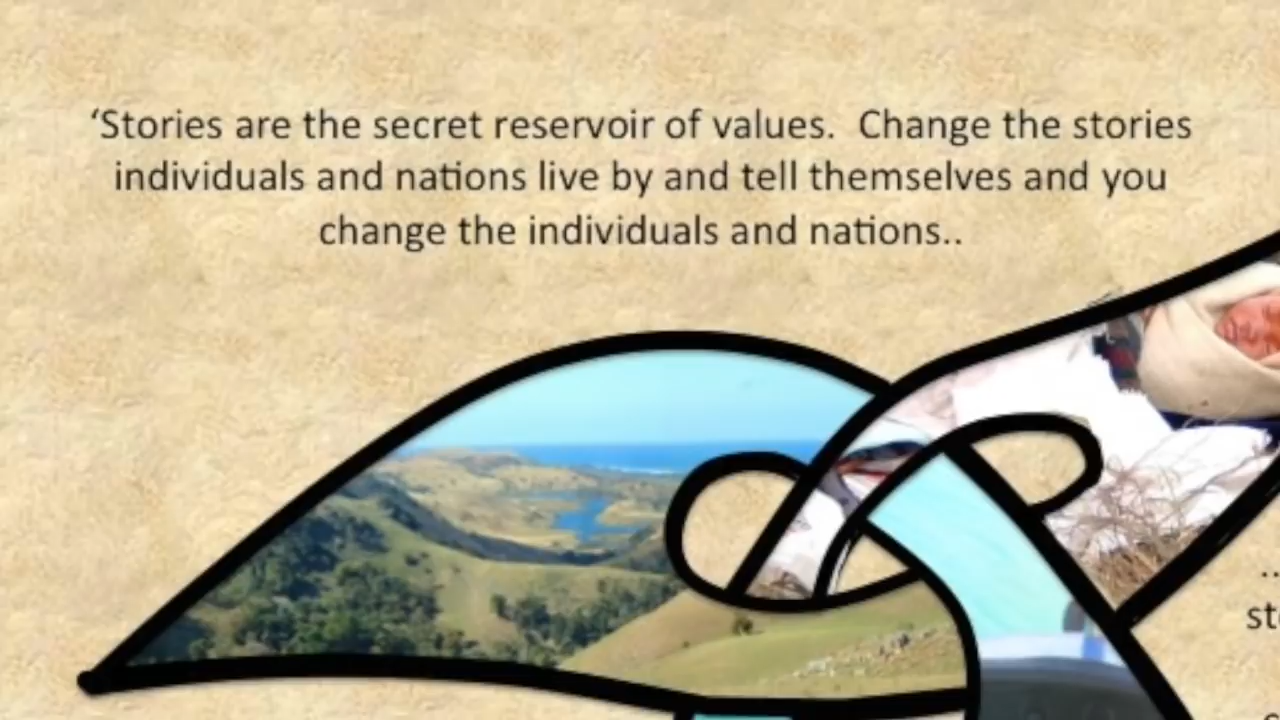 ‘Stories are the secret reservoir of values.  Change the stories
individuals and nations live by and tell themselves and you
change the individuals and nations..
..